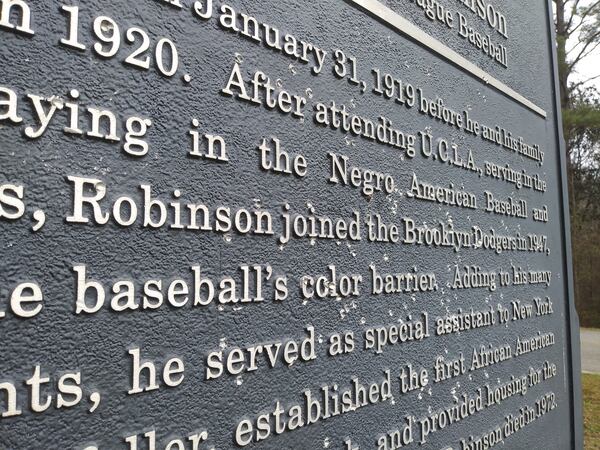 NSON
ague Baseball
n January 31, 1919 before he and his family
n 1920. After attending U.C.L.A., serving in the
aying in the Negro American Baseball and
s, Robinson joined the Brooklyn Dodgers in 1947,
e baseball's color barrier. Adding to his many
nts, he served as special assistant to New York
ller, established the first African American
and provided housing for the
obinson died in 1972.